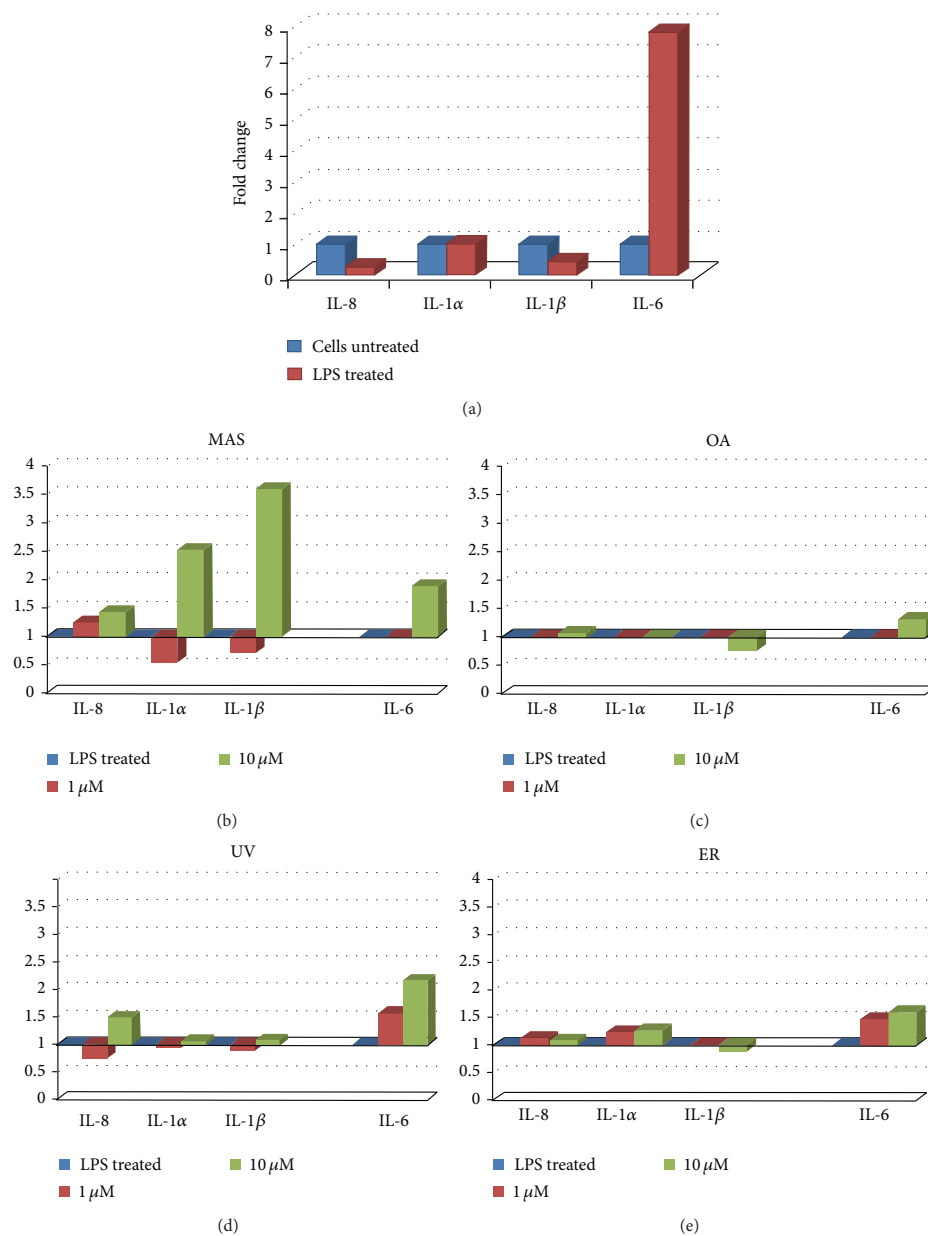 8
7
6
5
4
3
2
1
0
Fold change
IL-8 IL-1α IL-1β IL-6
Cells untreated
LPS treated
(a)
MAS
4
3.5
3
2.5
2
1.5
1
0.5
0
IL-8 IL-1α IL-1β IL-6
LPS treated 10 μM
1 μM
(b)
OA
4
3.5
3
2.5
2
1.5
1
0.5
0
IL-8 IL-1α IL-1β IL-6
LPS treated 10 μM
1 μM
(c)
UV
3.5
3
2.5
2
1.5
1
0.5
0
IL-8 IL-1α IL-1β IL-6
LPS treated 10 μM
1 μM
(d)
ER
4
3.5
3
2.5
2
1.5
1
0.5
0
IL-8 IL-1α IL-1β IL-6
LPS treated 10 μM
1 μM
(e)